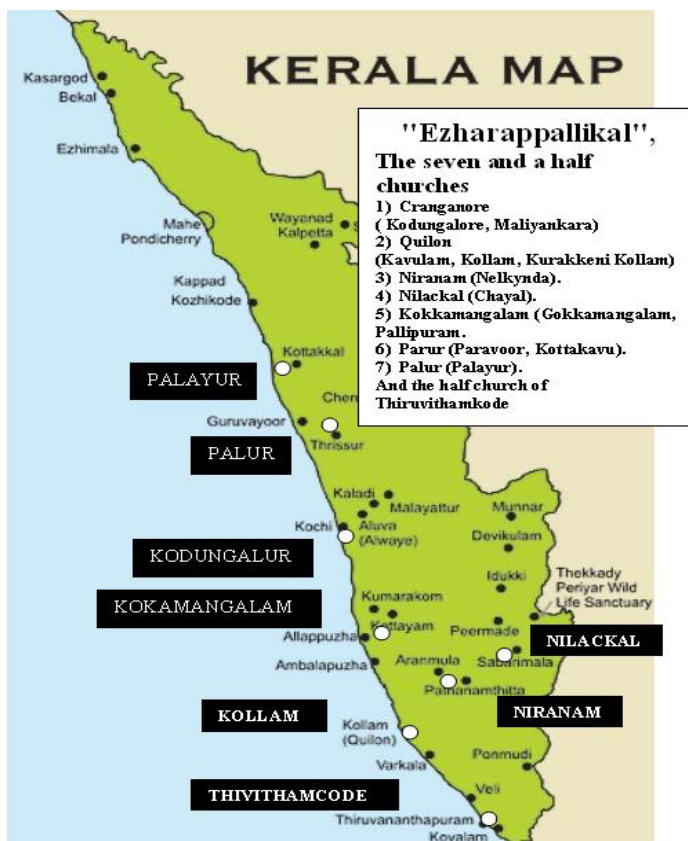 KERALA MAP
"Ezharappallikal",
The seven and a half
churches
1) Cranganore
( Kodungalore, Maliyankara)
2) Quilon
(Kavulam, Kollam, Kurakkeni Kollam)
3) Niranam (Nelkynda).
4) Nilackal (Chayal).
5) Kokkamangalam (Gokkamangalam,
Pallipuram.
6) Parur (Paravoor, Kottakavu).
7) Palur (Palayur).
And the half church of
Thiruvithamkode
Kasargod
Bekal
Ezhimala
Mahe
Pondicherry
Wayanad
Kalpetta
Kappad
Kozhikode
Kottakkal
PALAYUR
Guruvayoor
Thrissur
PALUR
Kaladi
Malayattur
Munnar
Kochi
Aluva
(Alwaye)
Devikulam
KODUNGALUR
Idukki
Thekkady
Periyar Wild
Life Sanctuary
KOKAMANGALAM
Kumarakom
Kottayam
Peermade
NILACKAL
Allappuzha
Sabarimala
Ambalapuzha
Aranmula
Pathanamthitta
NIRANAM
KOLLAM
Kollam
(Quilon)
Varkala
Ponmudi
THIVITHAMCODE
Veli
Thiruvananthapuram
Kovalam